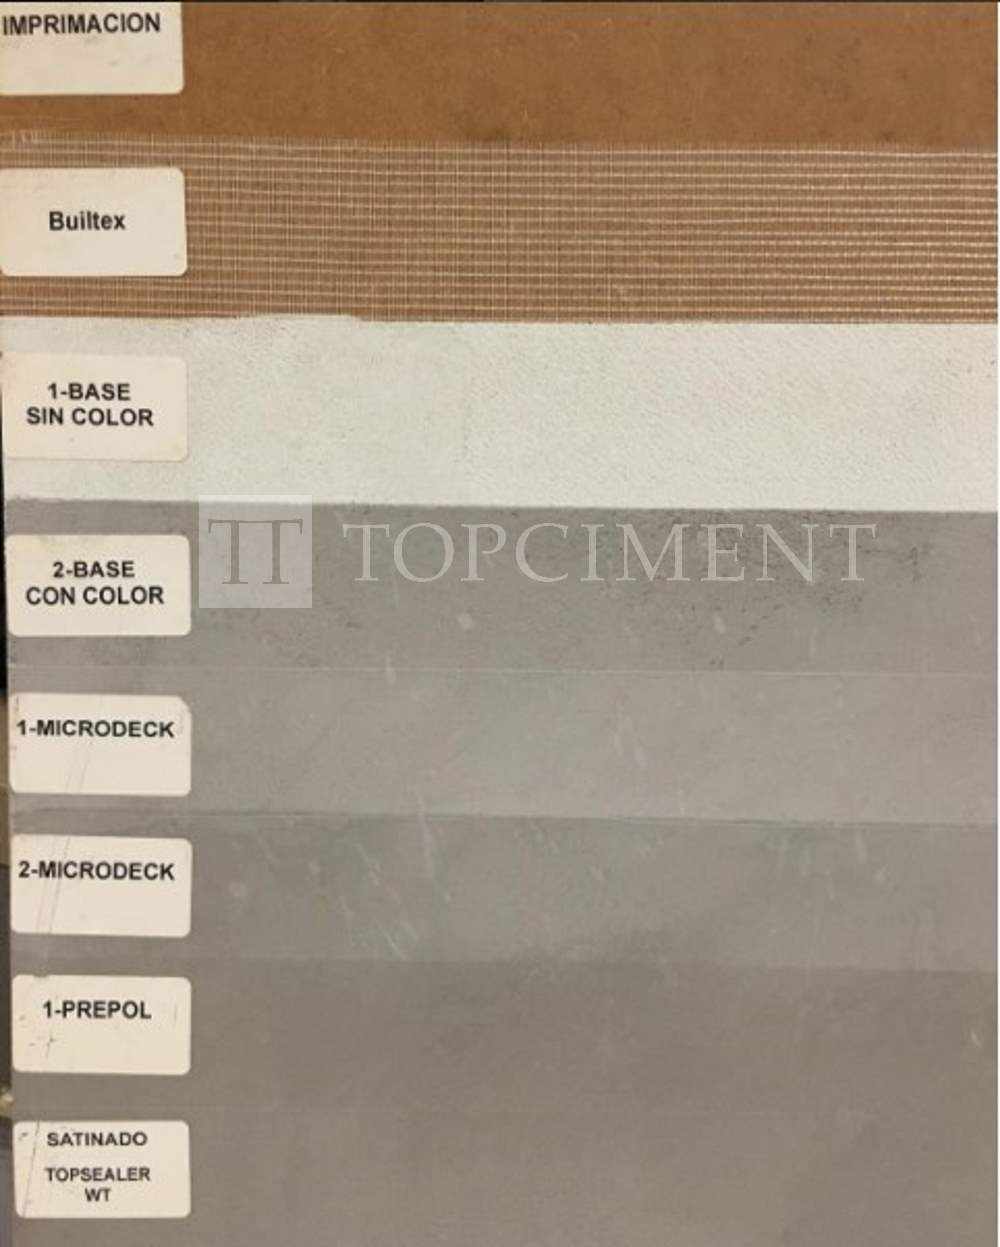 IMPRIMACION
Builtex
1-BASE
SIN COLOR
TOPCIMENT
2-BASE
CON COLOR
1-MICRODECK
2-MICRODECK
1-PREPOL
SATINADO
TOPSEALER
WT